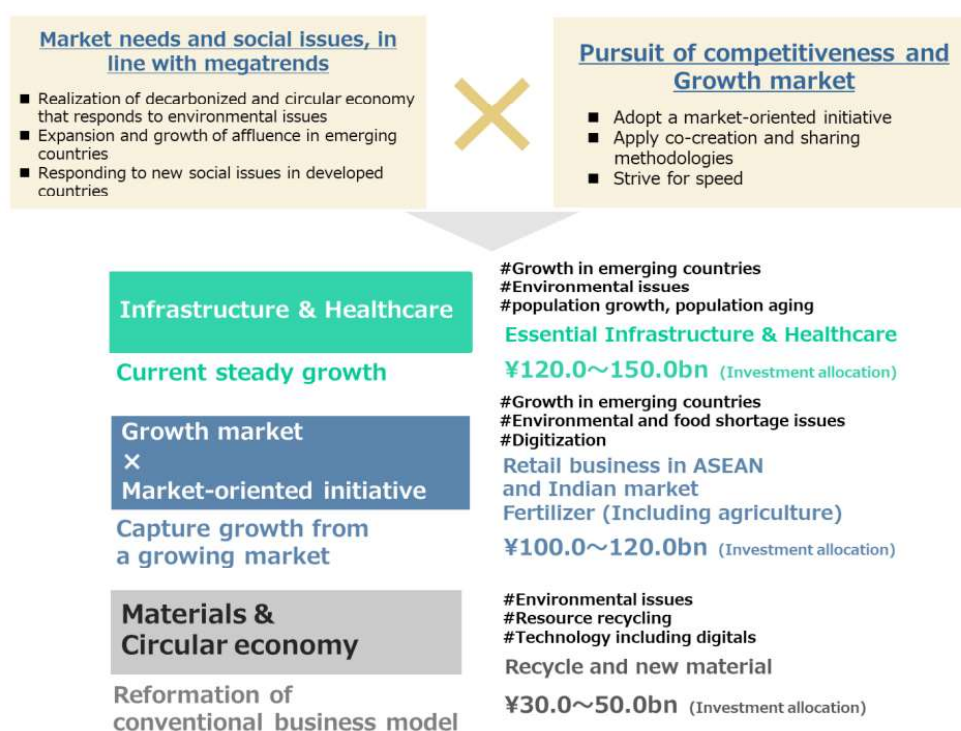 Market needs and social issues, in
line with megatrends
■ Realization of decarbonized and circular economy
that responds to environmental issues
■ Expansion and growth of affluence in emerging
countries
■ Responding to new social issues in developed
countries
Pursuit of competitiveness and
Growth market
■ Adopt a market-oriented initiative
■ Apply co-creation and sharing
methodologies
■ Strive for speed
Infrastructure & Healthcare
Current steady growth
#Growth in emerging countries
#Environmental issues
#population growth, population aging
Essential Infrastructure & Healthcare
¥120.0～150.0bn (Investment allocation)
Growth market
×
Market-oriented initiative
Capture growth from
a growing market
#Growth in emerging countries
#Environmental and food shortage issues
#Digitization
Retail business in ASEAN
and Indian market
Fertilizer (Including agriculture)
¥100.0～120.0bn (Investment allocation)
Materials &
Circular economy
Reformation of
conventional business model
#Environmental issues
#Resource recycling
#Technology including digitals
Recycle and new material
¥30.0～50.0bn (Investment allocation)